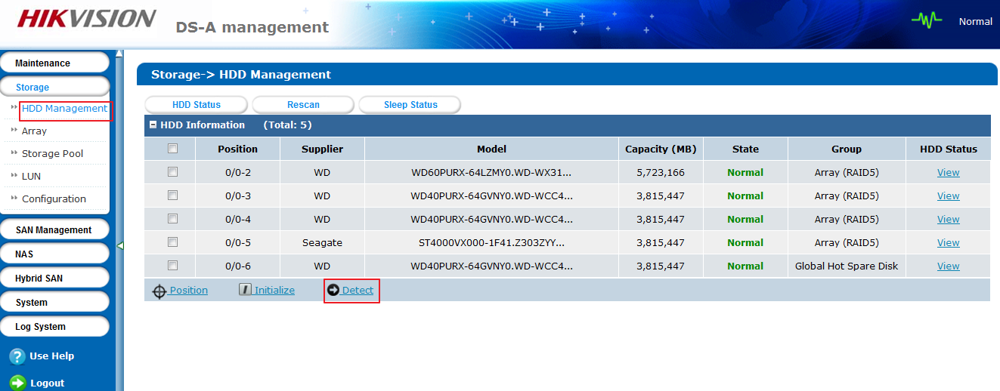 HIKVISION DS-A management
Normal
Maintenance
Storage
HDD Management
Array
Storage Pool
LUN
Configuration
SAN Management
NAS
Hybrid SAN
System
Log System
Use Help
Logout
Storage-> HDD Management
HDD Status Rescan Sleep Status
HDD Information (Total: 5)
Position Supplier Model Capacity (MB) State Group HDD Status
0/0-2 WD WD60PURX-64LZMY0.WD-WX31... 5,723,166 Normal Array (RAID5) View
0/0-3 WD WD40PURX-64GVNY0.WD-WCC4... 3,815,447 Normal Array (RAID5) View
0/0-4 WD WD40PURX-64GVNY0.WD-WCC4... 3,815,447 Normal Array (RAID5) View
0/0-5 Seagate ST4000VX000-1F41.Z303ZYY... 3,815,447 Normal Array (RAID5) View
0/0-6 WD WD40PURX-64GVNY0.WD-WCC4... 3,815,447 Normal Global Hot Spare Disk View
Position Initialize Detect